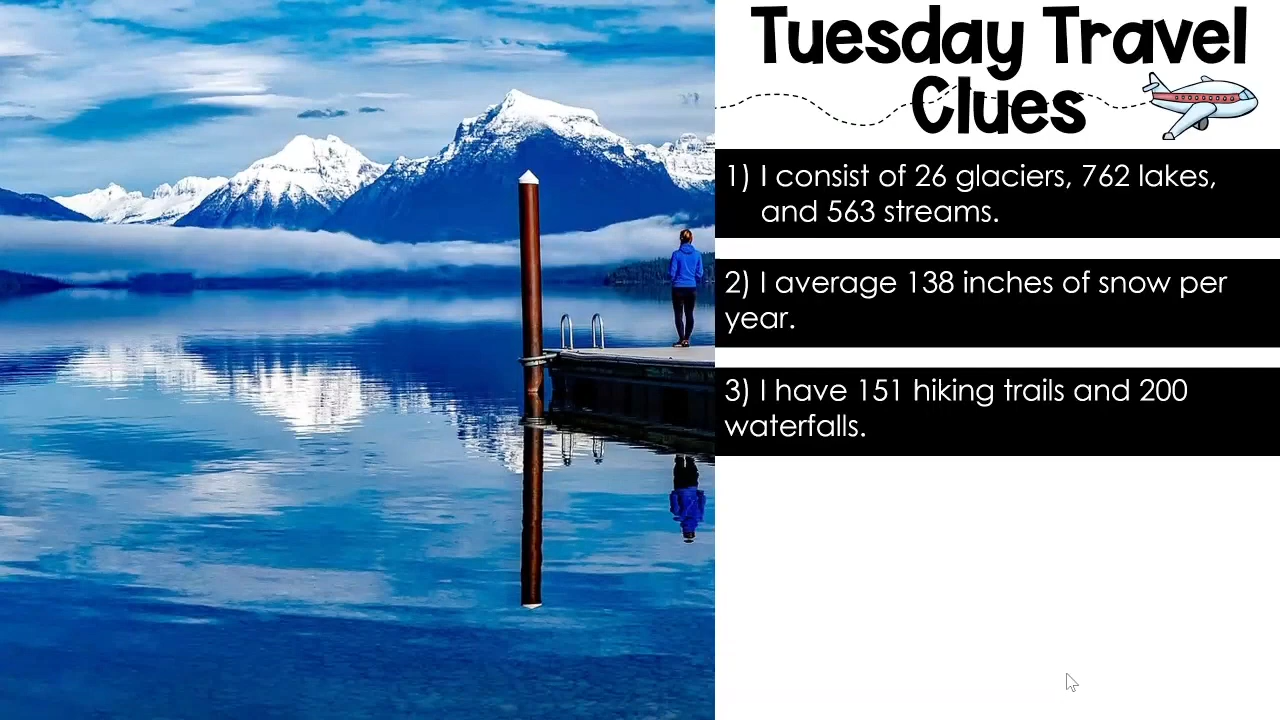 Tuesday Travel
Clues
1) I consist of 26 glaciers, 762 lakes,
and 563 streams.
2) I average 138 inches of snow per
year.
3) I have 151 hiking trails and 200
waterfalls.